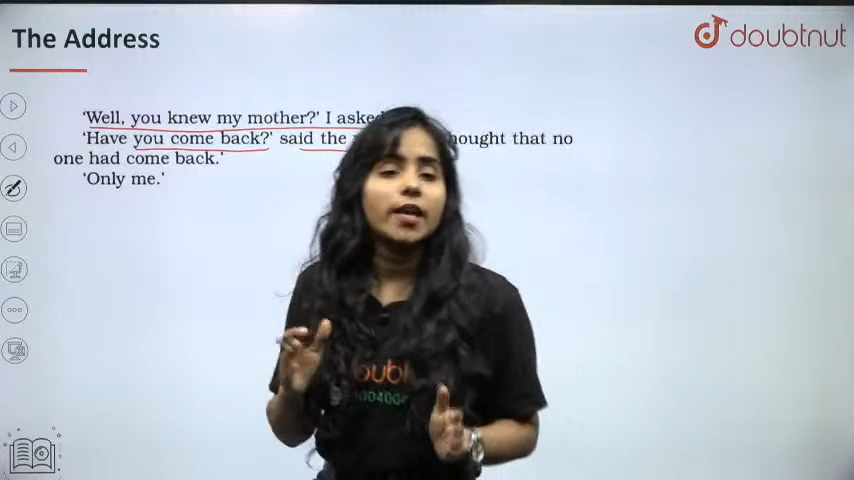 The Address
doubtnut
'Well, you knew my mother?' I asked
'Have you come back?' said the thought that no
one had come back.'
'Only me.'